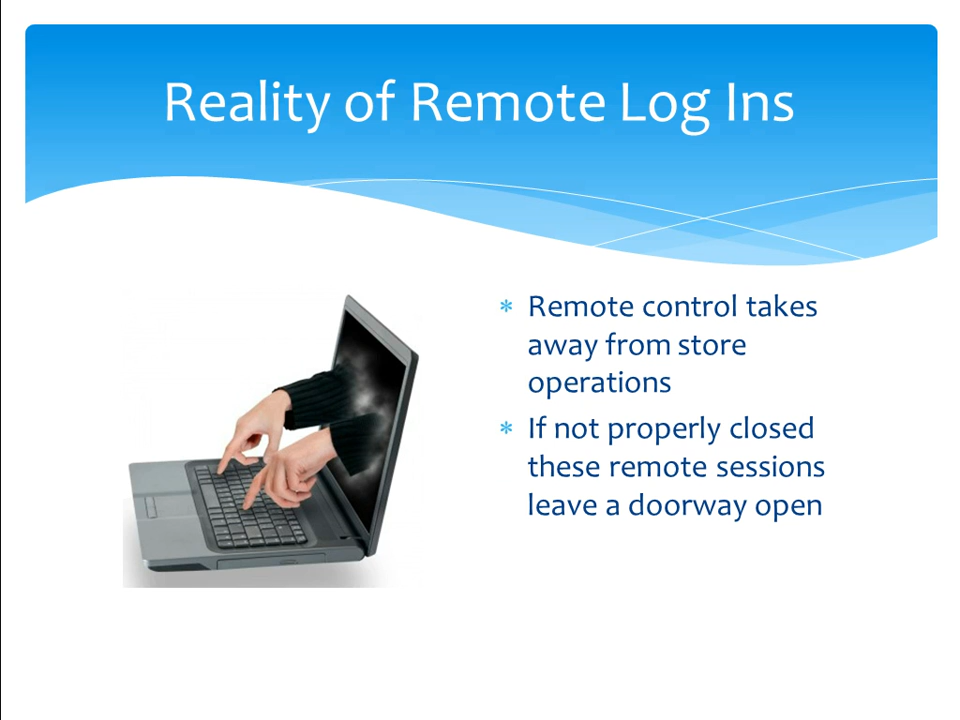 Reality of Remote Log Ins
* Remote control takes
away from store
operations
* If not properly closed
these remote sessions
leave a doorway open